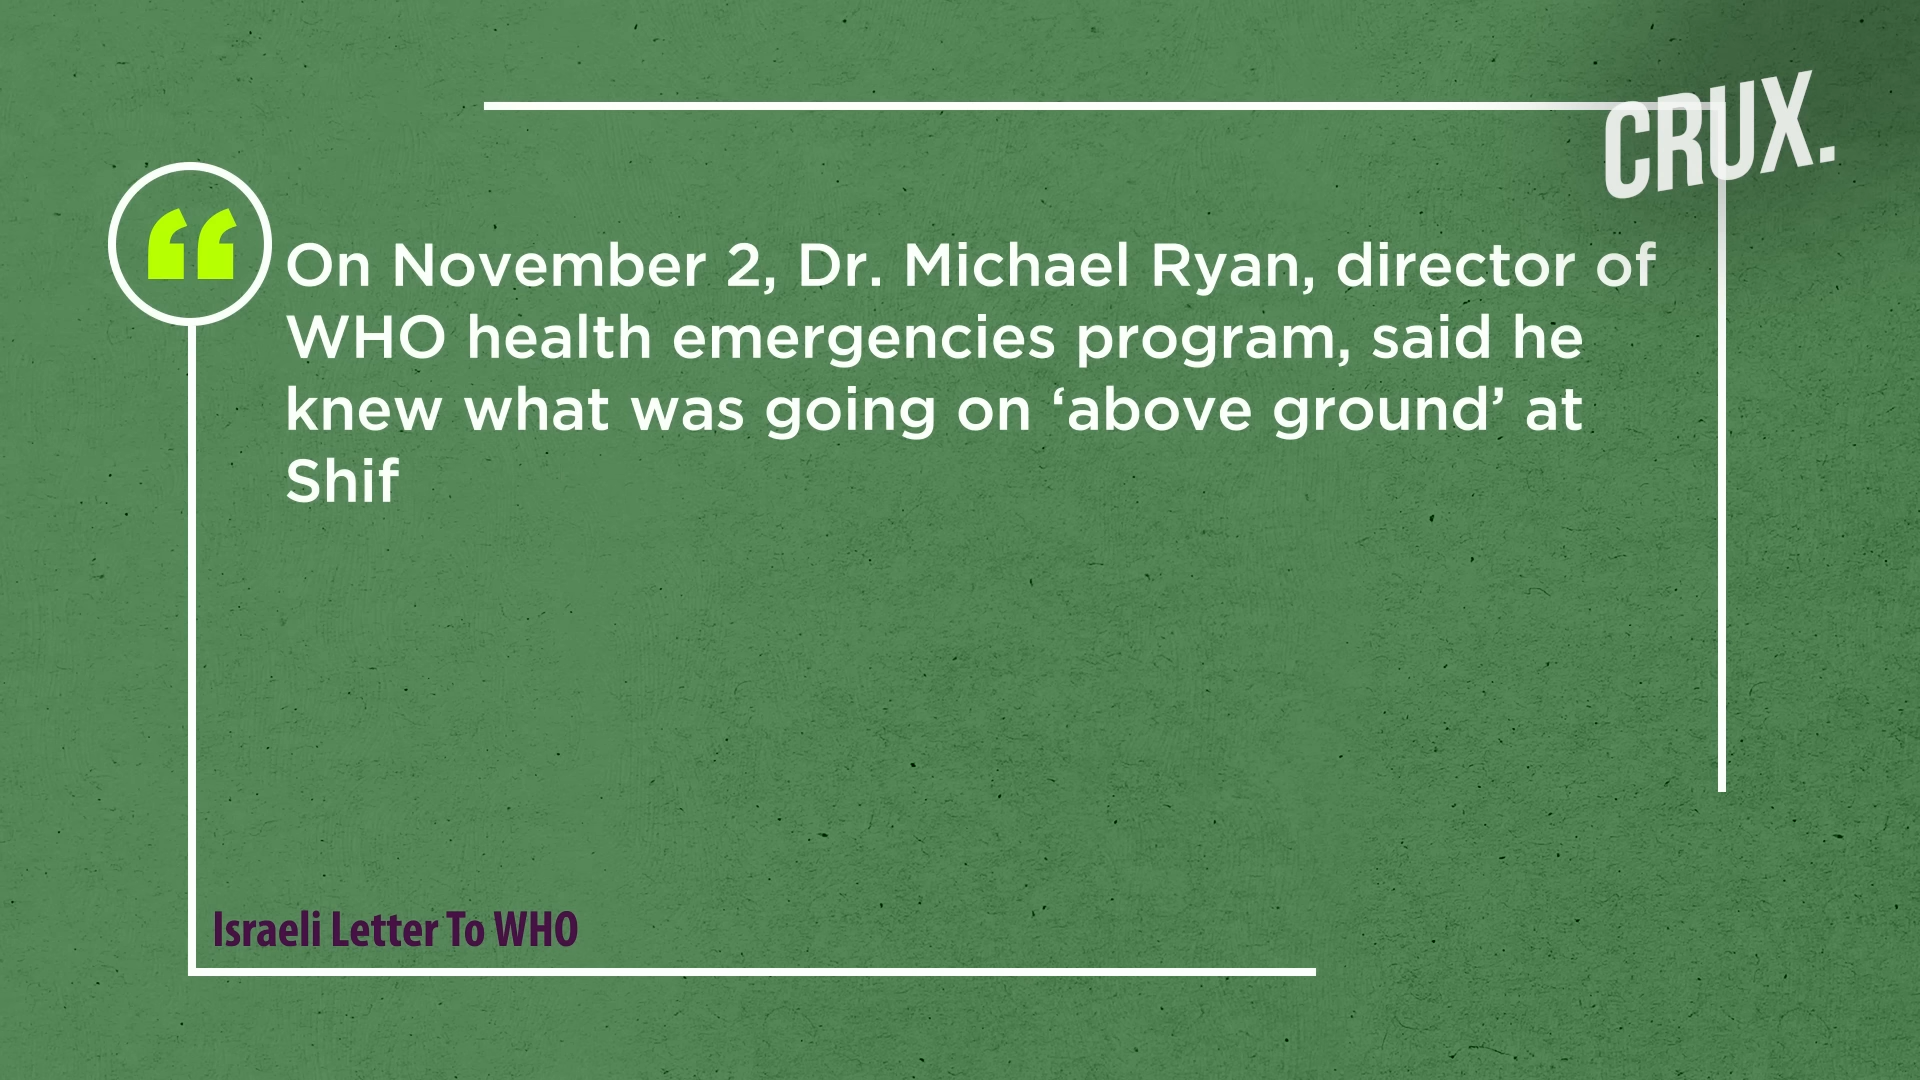 CRUX.
“
On November 2, Dr. Michael Ryan, director of
WHO health emergencies program, said he
knew what was going on ‘above ground’ at
Shif
Israeli Letter To WHO